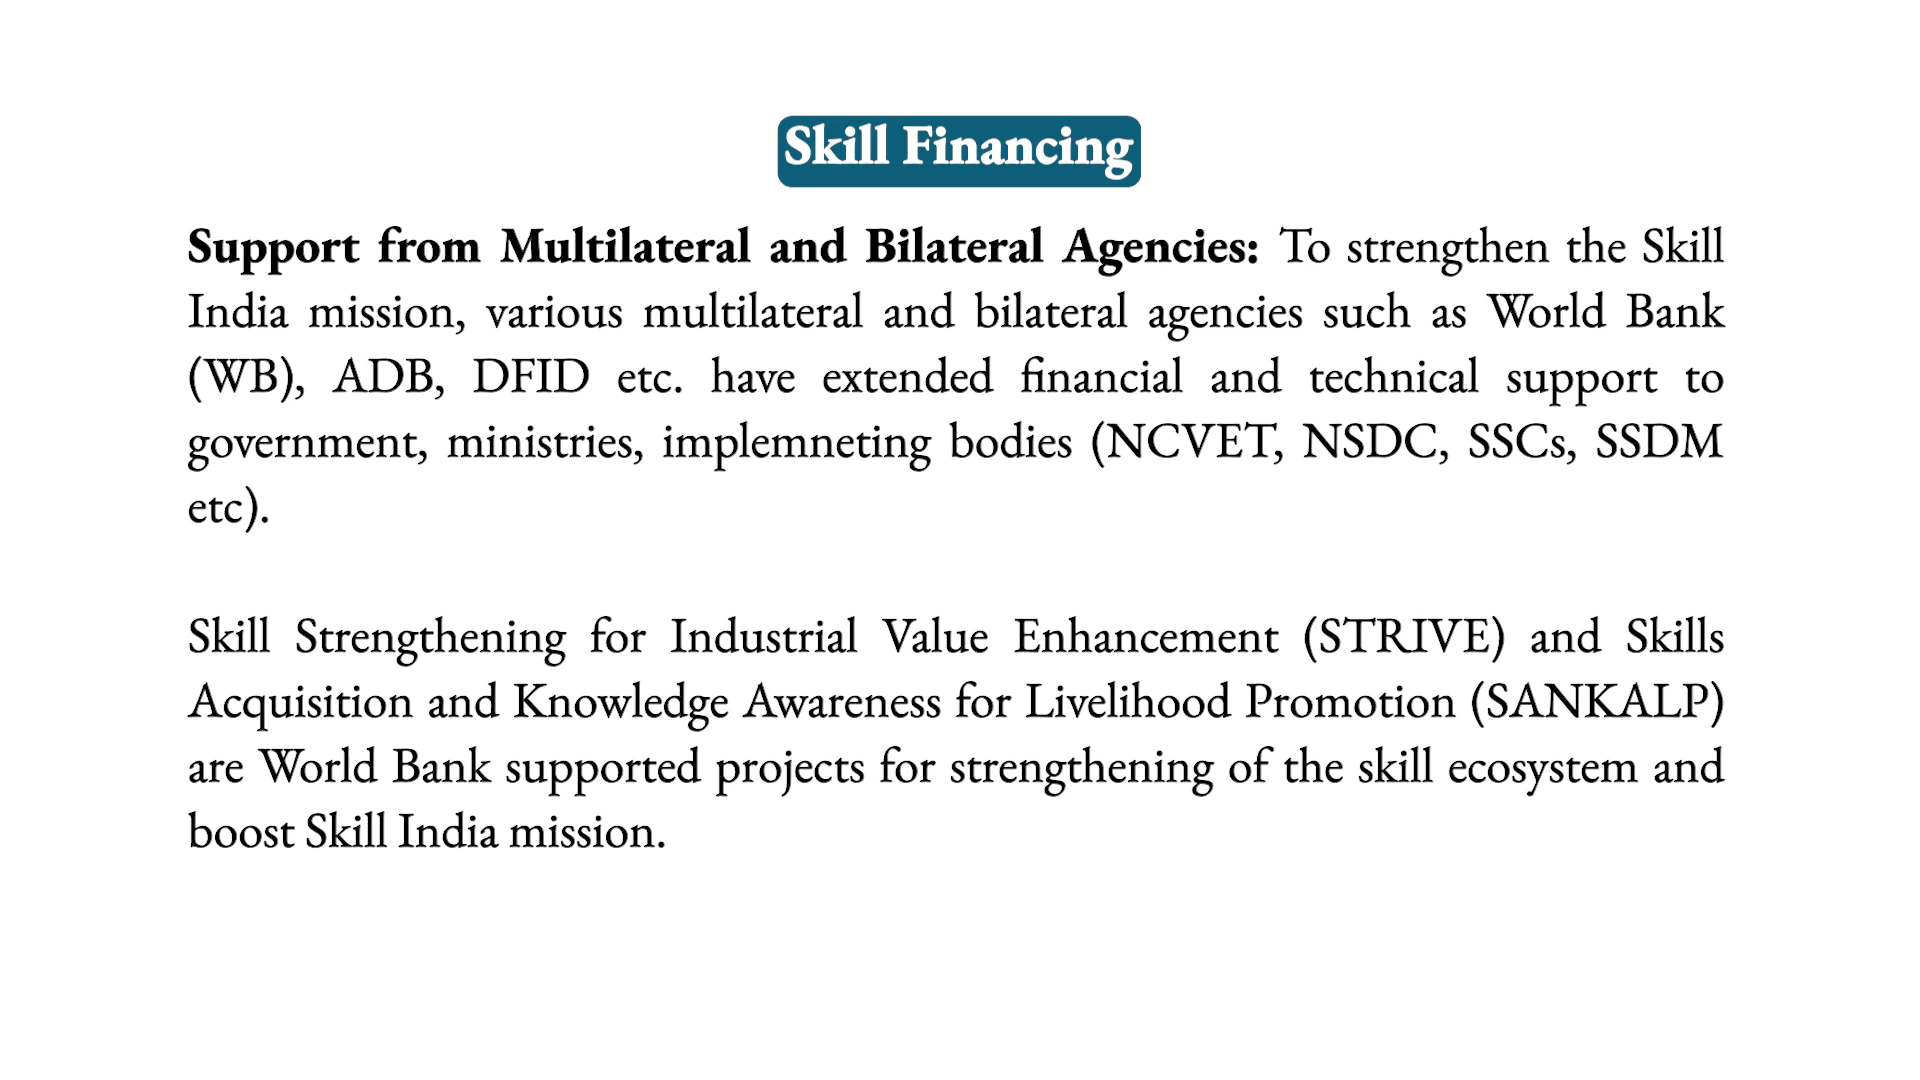 Skill Financing
Support from Multilateral and Bilateral Agencies: To strengthen the Skill
India mission, various multilateral and bilateral agencies such as World Bank
(WB), ADB, DFID etc. have extended financial and technical support to
government, ministries, implemneting bodies (NCVET, NSDC, SSCs, SSDM
etc).
Skill Strengthening for Industrial Value Enhancement (STRIVE) and Skills
Acquisition and Knowledge Awareness for Livelihood Promotion (SANKALP)
are World Bank supported projects for strengthening of the skill ecosystem and
boost Skill India mission.